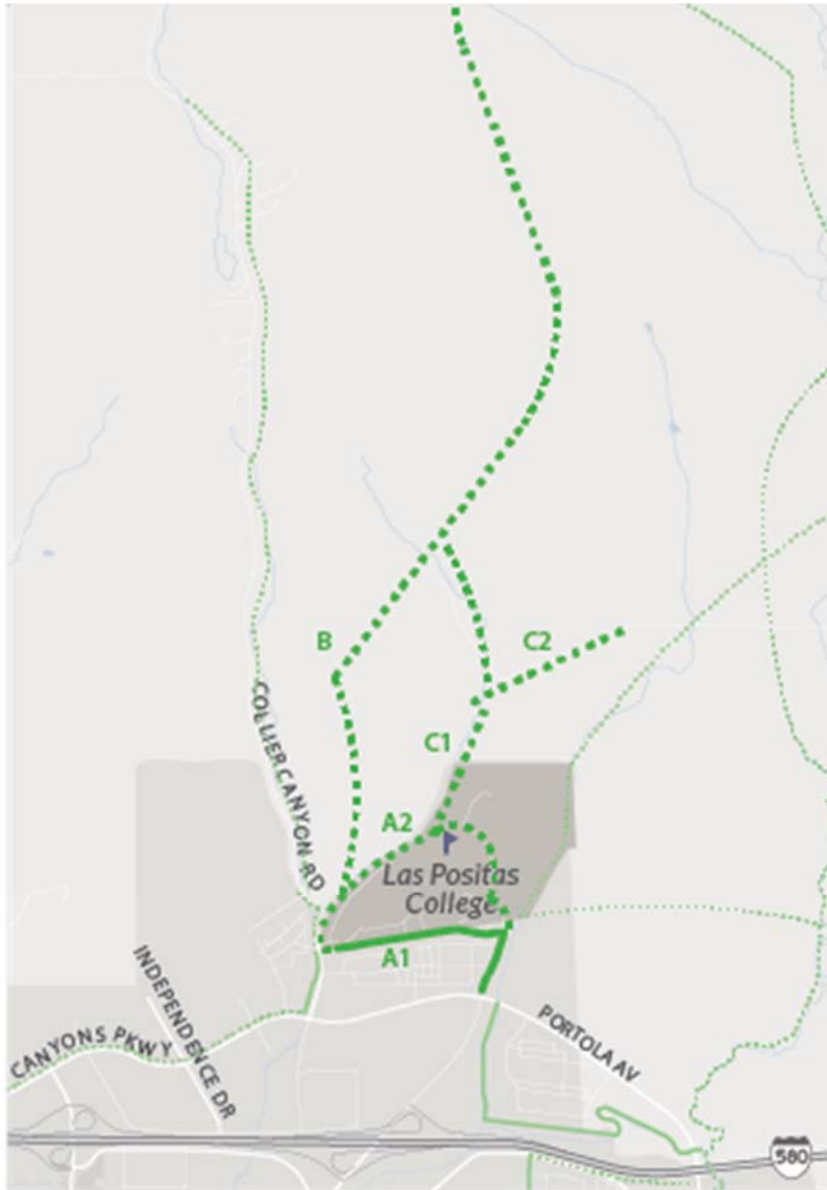 B
C2
COLLIER CANYON RD
C1
A2
Las Positas
College
A1
INDEPENDENCE DR
CANYONS PKWY
PORTOLA AV
580